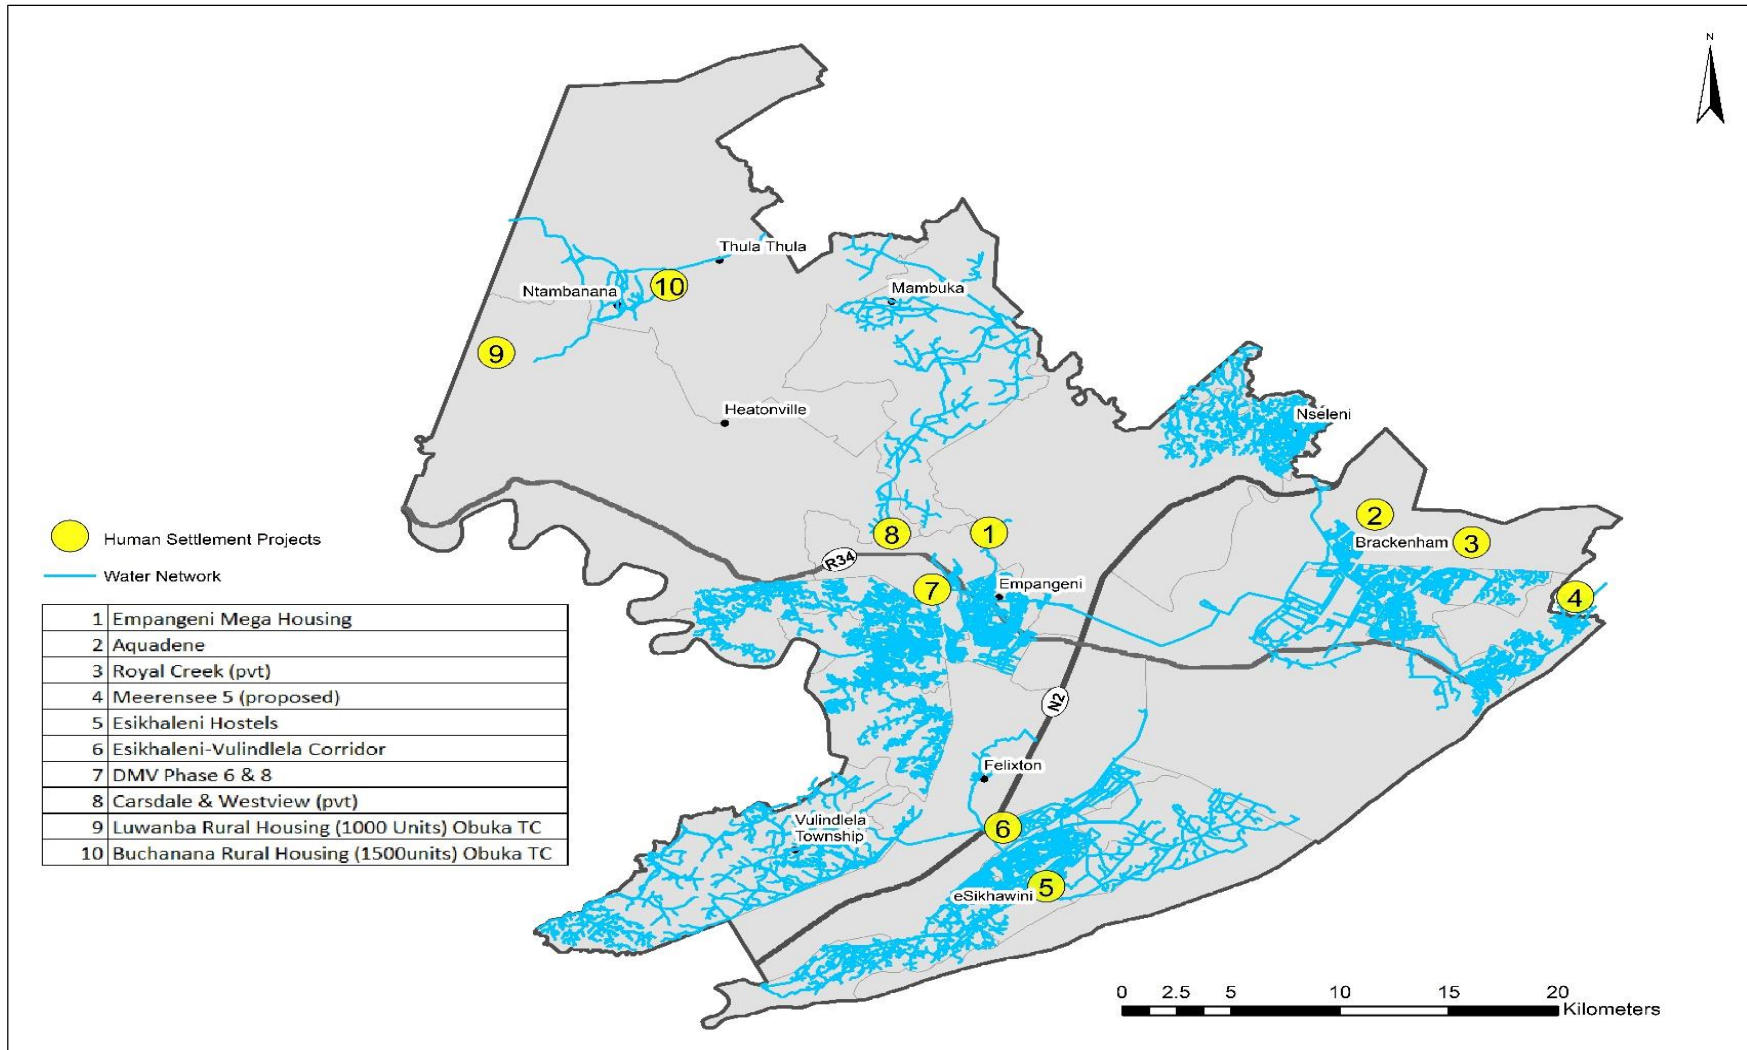 N
Thula Thula
Ntambanana
10
Mambuka
9
Heatonville
Nseleni
2
Brackenham
3
8
1
R34
7
Empangeni
4
N2
Felixton
6
Vulindlela
Township
5
eSikhawini
Human Settlement Projects
Water Network
1 Empangeni Mega Housing
2 Aquadene
3 Royal Creek (pvt)
4 Meerensee 5 (proposed)
5 Esikhaleni Hostels
6 Esikhaleni-Vulindlela Corridor
7 DMV Phase 6 & 8
8 Carsdale & Westview (pvt)
9 Luwanba Rural Housing (1000 Units) Obuka TC
10 Buchanana Rural Housing (1500units) Obuka TC
0 2.5 5 10 15 20
Kilometers